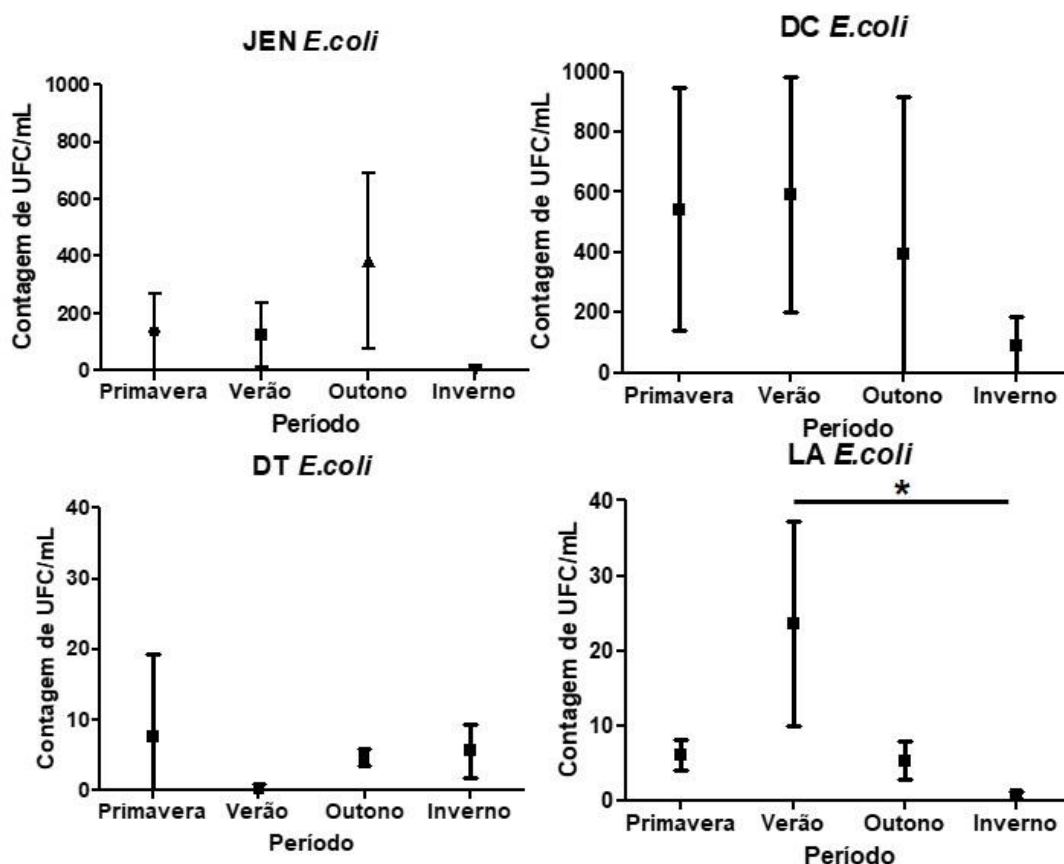 JEN E.coli
Contagem de UFC/mL
1000
800
600
400
200
0
Primavera Verão Outono Inverno
Período
DC E.coli
Contagem de UFC/mL
1000
800
600
400
200
0
Primavera Verão Outono Inverno
Período
DT E.coli
Contagem de UFC/mL
40
30
20
10
0
Primavera Verão Outono Inverno
Período
LA E.coli
*
Contagem de UFC/mL
40
30
20
10
0
Primavera Verão Outono Inverno
Período